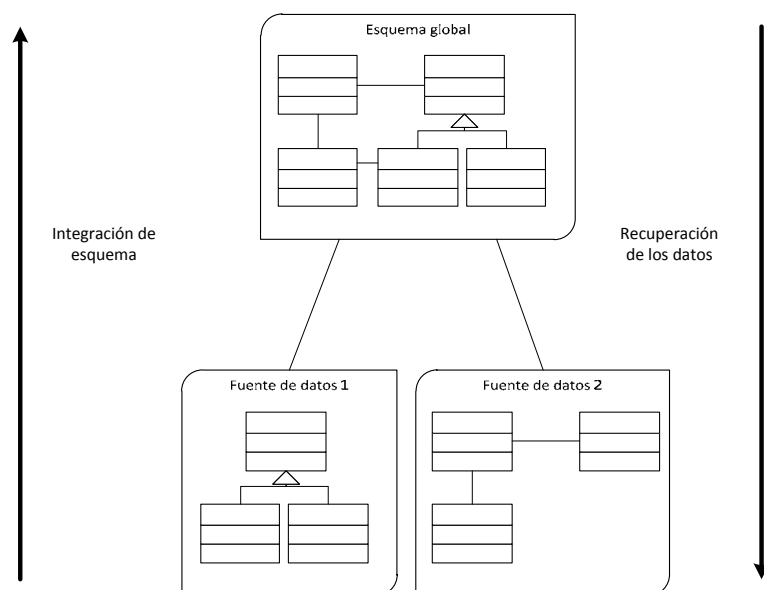 Esquema global
Integración de
esquema
Recuperación
de los datos
Fuente de datos 1
Fuente de datos 2